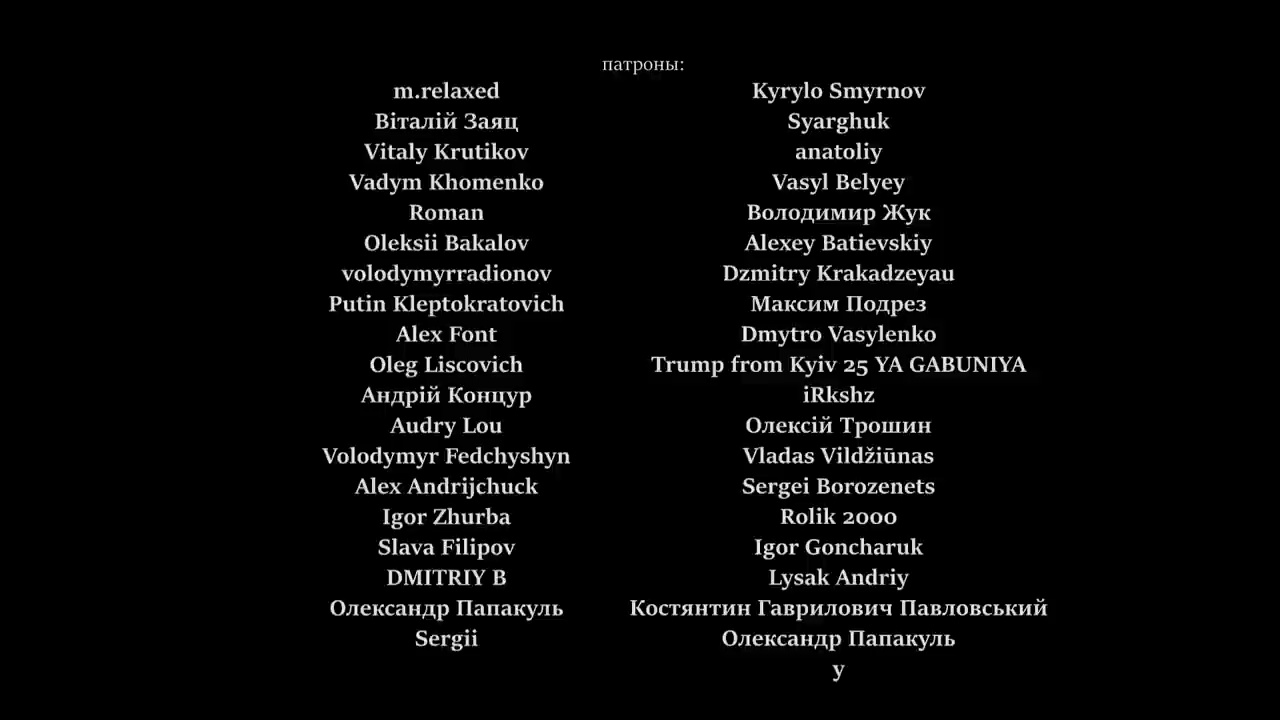 патроны:
m.relaxed
Віталій Заяц
Vitaly Krutikov
Vadym Khomenko
Roman
Oleksii Bakalov
volodymyrradionov
Putin Kleptokratovich
Alex Font
Oleg Liscovich
Андрій Концур
Audry Lou
Volodymyr Fedchyshyn
Alex Andrijchuck
Igor Zhurba
Slava Filipov
DMITRIY B
Олександр Папакуль
Sergii
Kyrylo Smyrnov
Syarghuk
anatoliy
Vasyl Belyey
Володимир Жук
Alexey Batievskiy
Dzmitry Krakadzeyau
Максим Подрез
Dmytro Vasylenko
Trump from Kyiv 25 YA GABUNIYA
iRkshz
Олексій Трошин
Vladas Vildžiūnas
Sergei Borozenets
Rolik 2000
Igor Goncharuk
Lysak Andriy
Костянтин Гаврилович Павловський
Олександр Папакуль
y